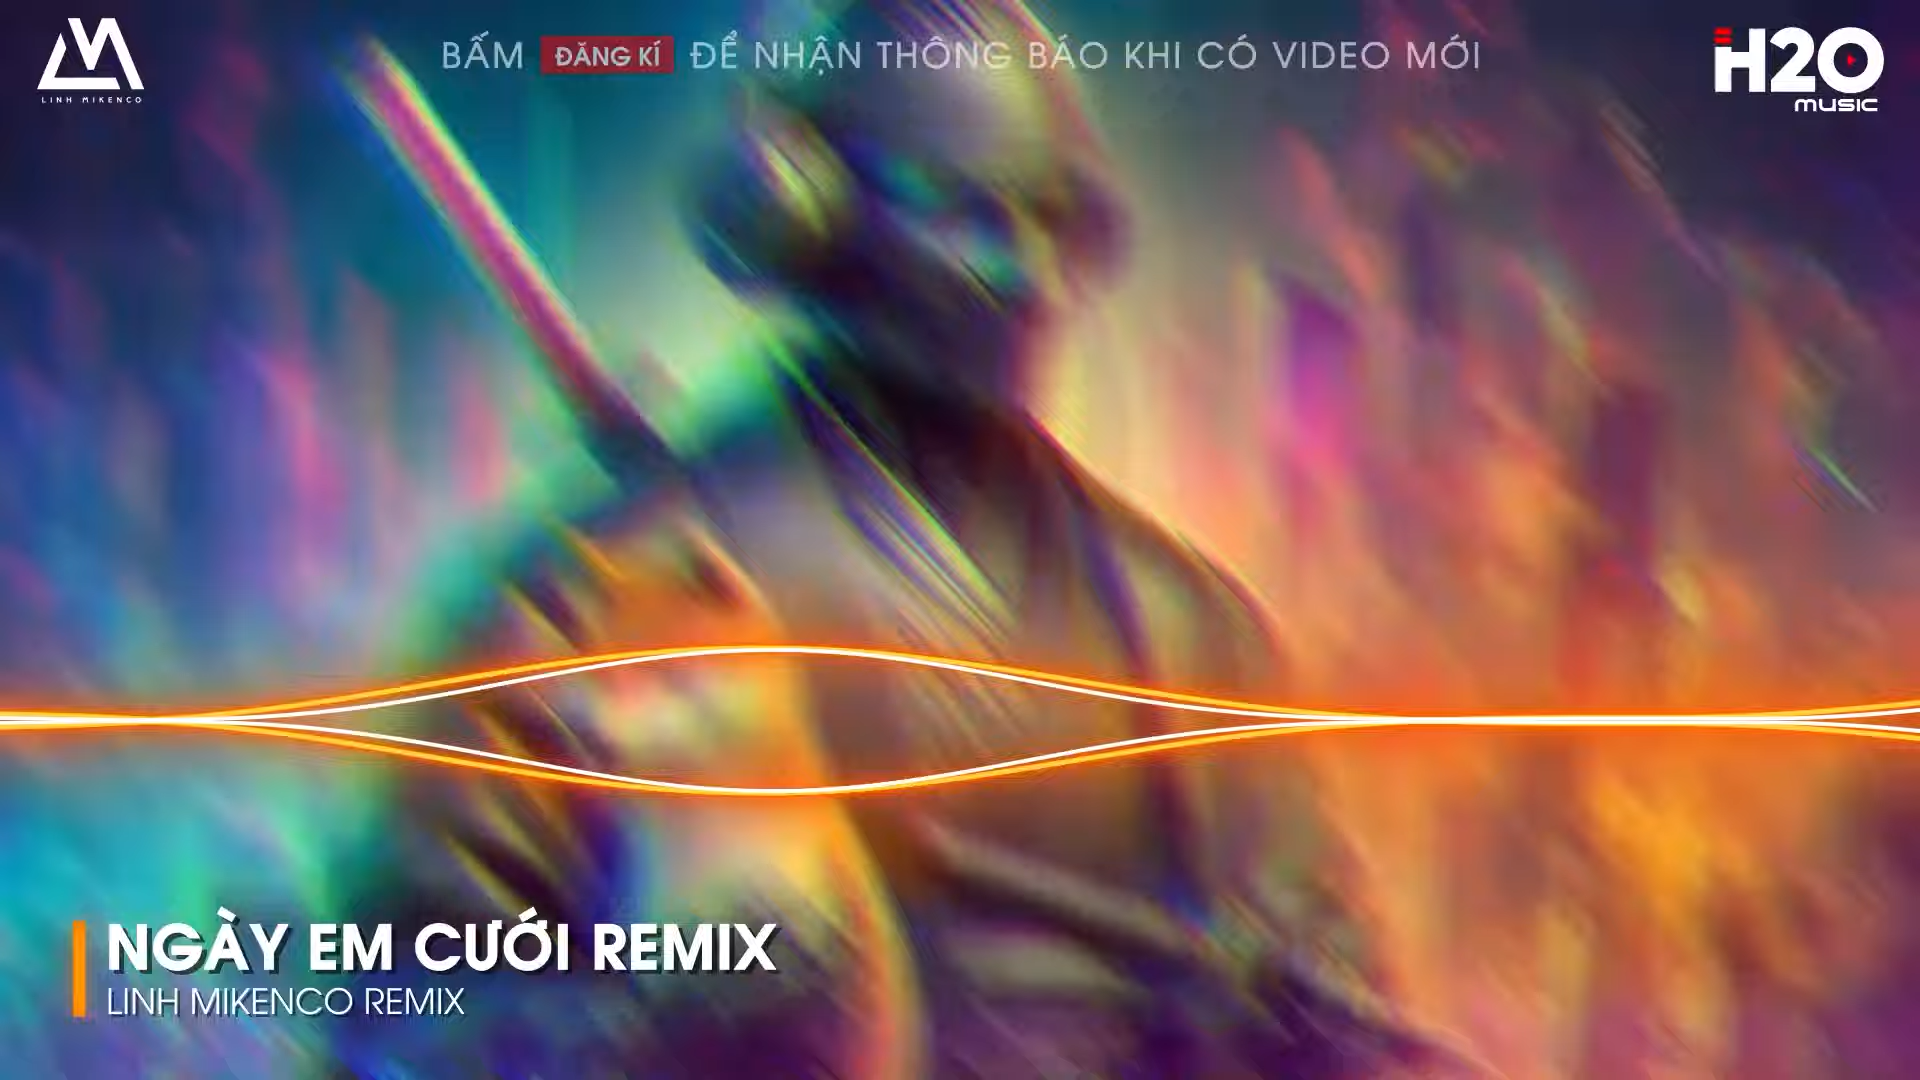 LINH MIKENCO
BẤM ĐĂNG KÍ ĐỂ NHẬN THÔNG BÁO KHI CÓ VIDEO MỚI
H2O
MUSIC
NGÀY EM CƯỚI REMIX
LINH MIKENCO REMIX